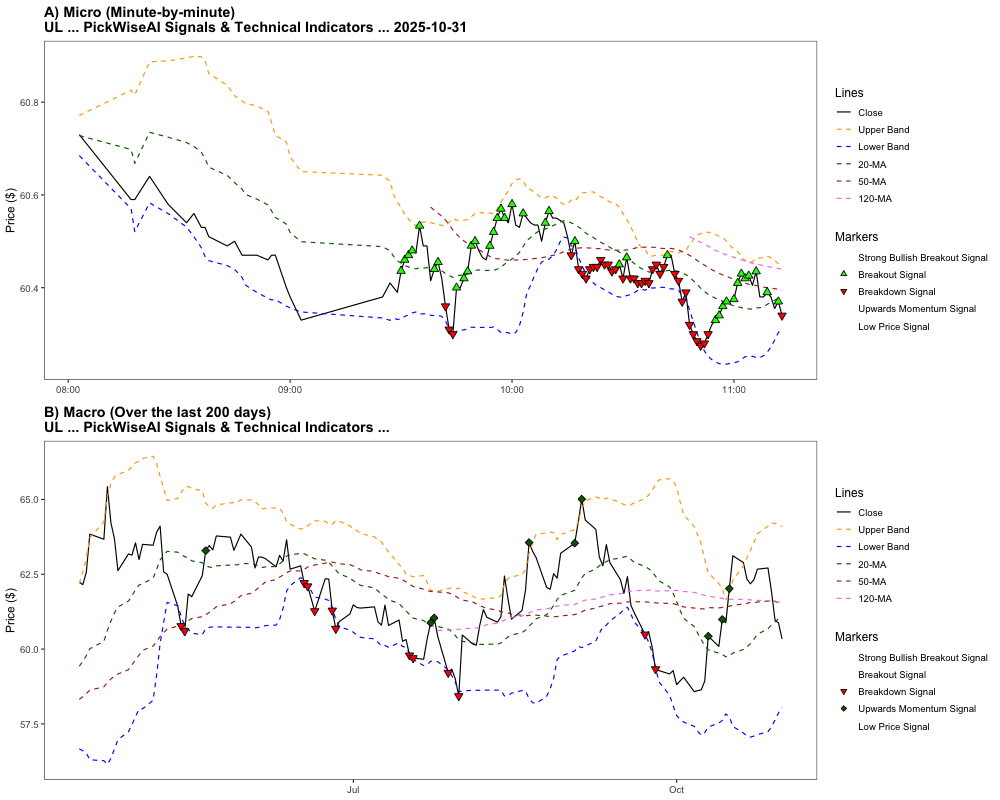 A) Micro (Minute-by-minute)
UL ... PickWiseAI Signals & Technical Indicators ... 2025-10-31
Price ($)
60.8
60.6
60.4
08:00
09:00
10:00
11:00
Lines
Close
Upper Band
Lower Band
20-MA
50-MA
120-MA
Markers
Strong Bullish Breakout Signal
Breakout Signal
Breakdown Signal
Upwards Momentum Signal
Low Price Signal
B) Macro (Over the last 200 days)
UL ... PickWiseAI Signals & Technical Indicators ...
Price ($)
65.0
62.5
60.0
57.5
Jul
Oct
Lines
Close
Upper Band
Lower Band
20-MA
50-MA
120-MA
Markers
Strong Bullish Breakout Signal
Breakout Signal
Breakdown Signal
Upwards Momentum Signal
Low Price Signal